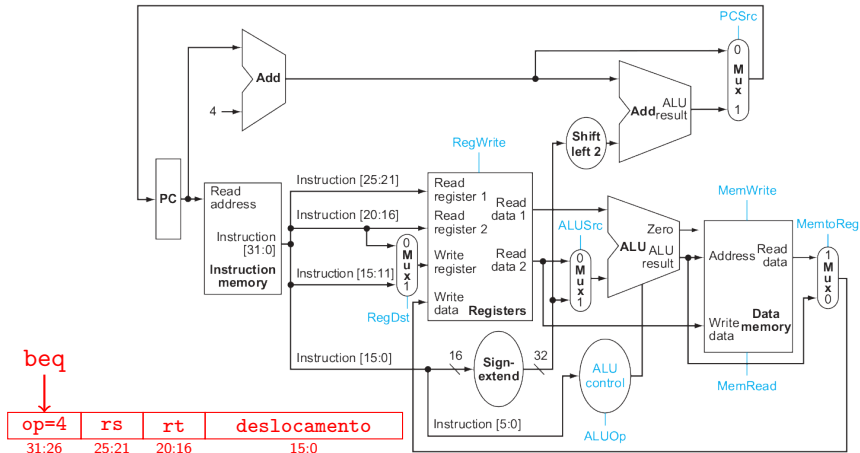 PCSrc
0
Mux
1
Add
4
Add
ALU
result
Shift
left 2
RegWrite
PC
Read
address
Instruction
[31:0]
Instruction
memory
Instruction [25:21]
Instruction [20:16]
Instruction [15:11]
0
Mux
1
RegDst
Read
register 1
Read
register 2
Write
register
Write
data
Read
data 1
Read
data 2
Registers
ALUSrc
0
Mux
1
Zero
ALU
ALU
result
MemWrite
Address
Read
data
Write
data
Data
memory
MemRead
MemtoReg
1
Mux
0
Instruction [15:0]
16
Sign-
extend
32
ALU
control
ALUOp
Instruction [5:0]
beq
op=4 rs rt deslocamento
31:26 25:21 20:16 15:0